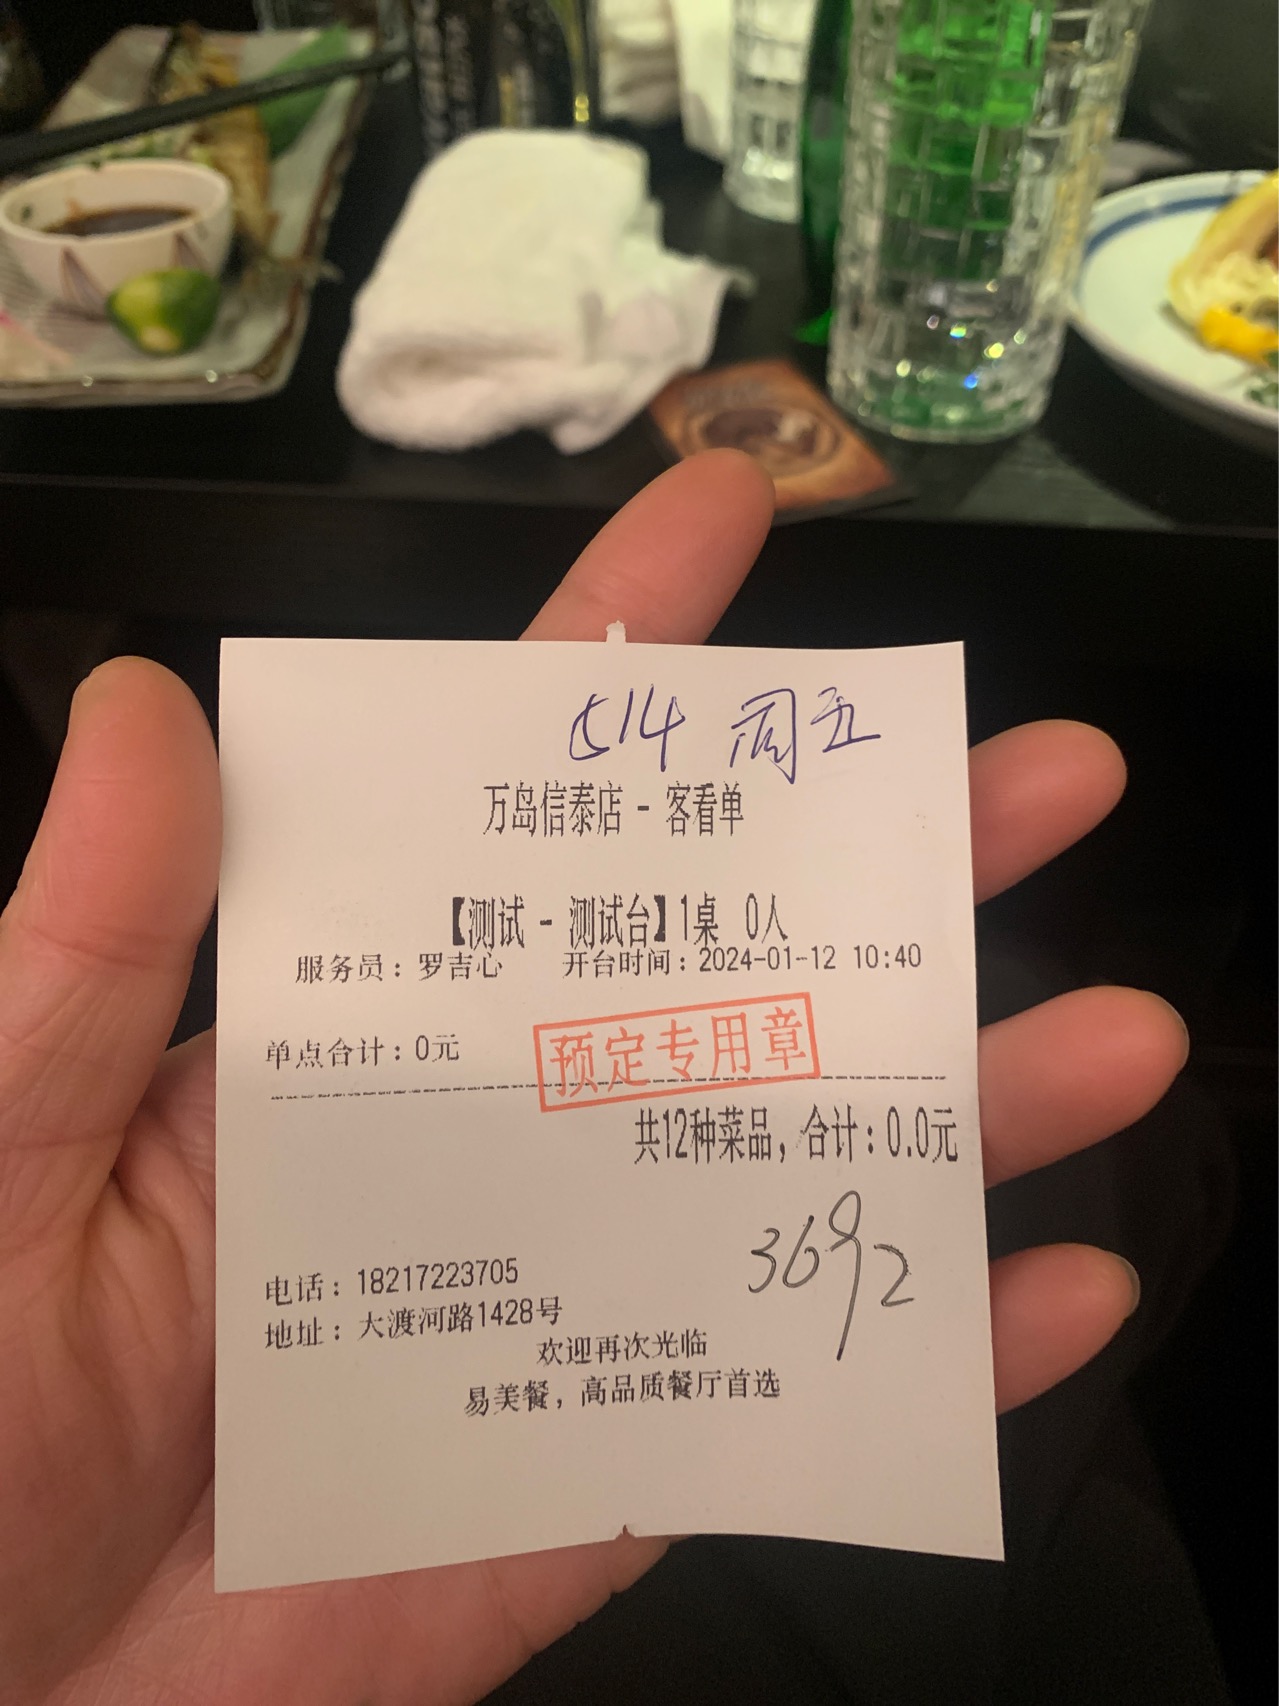 514 周五
万岛信泰店 - 客看单
【测试 - 测试台】1桌 0人
服务员：罗吉心 开台时间：2024-01-12 10:40
单点合计：0元
预定专用章
共12种菜品，合计：0.0元
3692
电话：18217223705
地址：大渡河路1428号
欢迎再次光临
易美餐，高品质餐厅首选